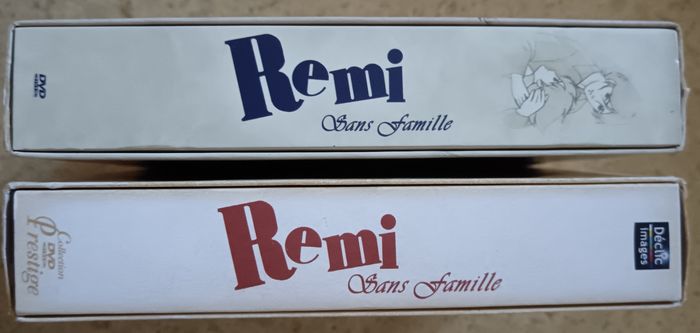 DVD
Remi
Sans Famille
Collection
DVD
Prestige
Remi
Sans Famille
Déclic
Images